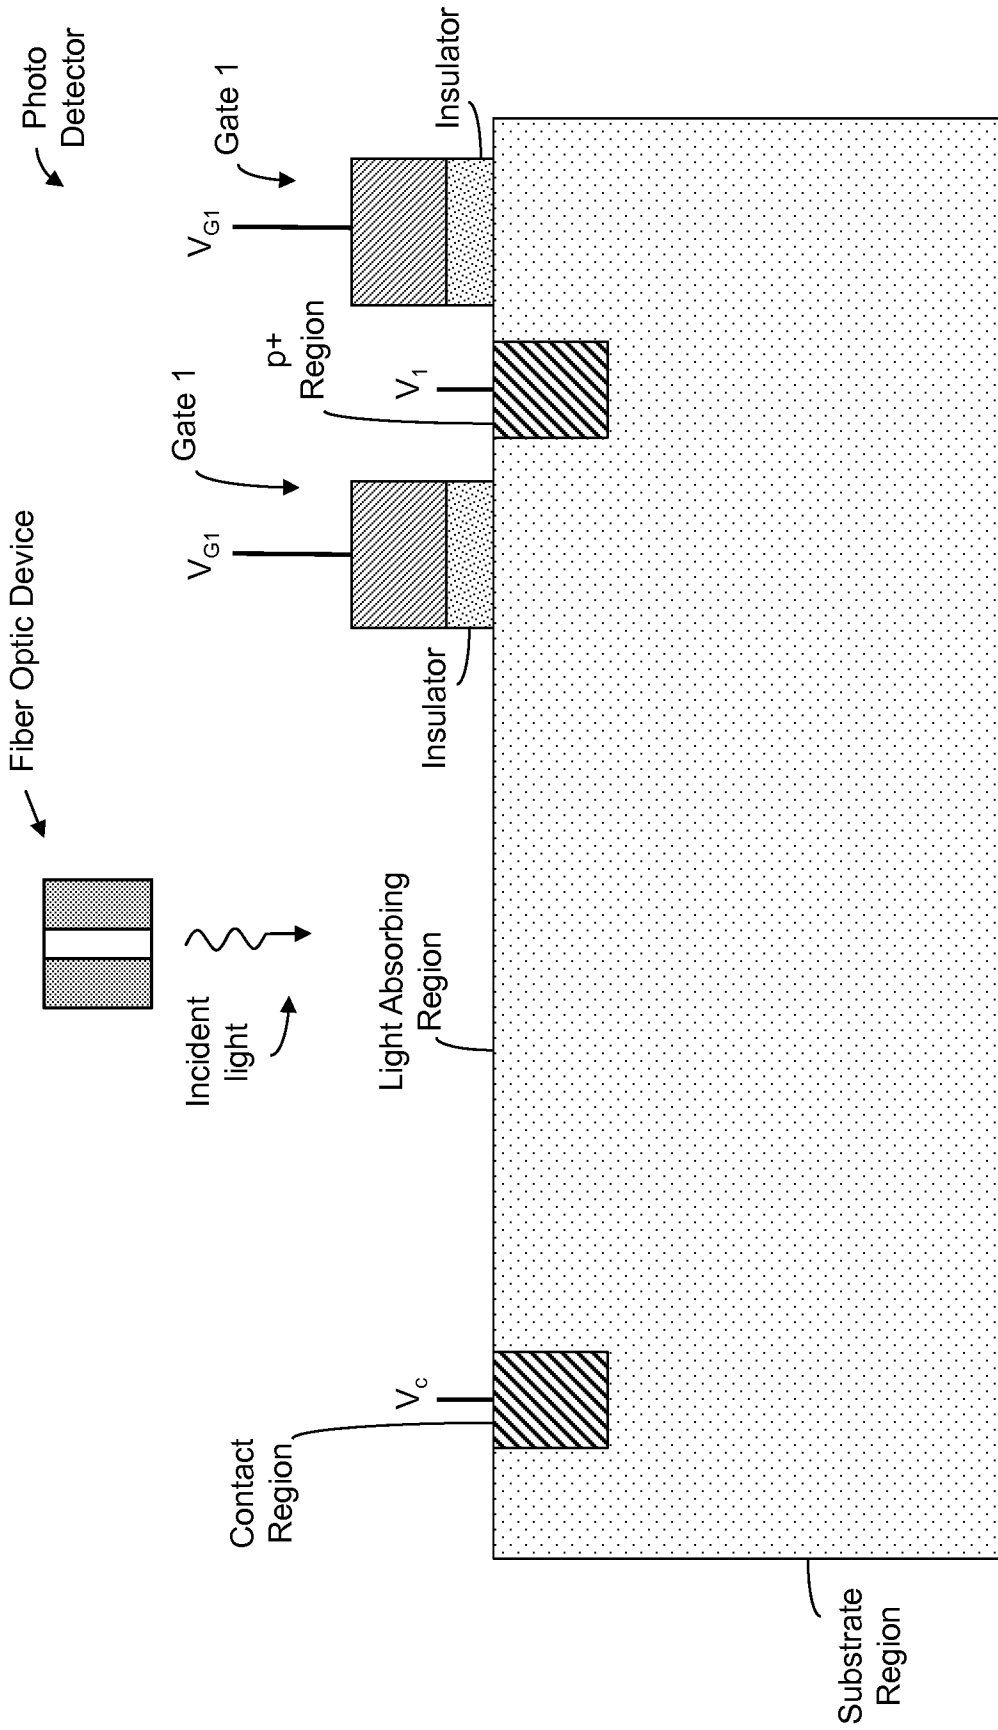 Photo
Detector
Fiber Optic Device
Gate 1
Gate 1
VG1
VG1
Incident
light
p+
Region
Contact
Region
Vc
Light Absorbing
Region
Insulator
V1
Insulator
Substrate
Region